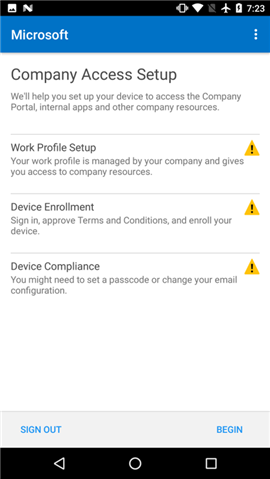 7:23
Microsoft
Company Access Setup
We'll help you set up your device to access the Company
Portal, internal apps and other company resources.
Work Profile Setup
Your work profile is managed by your company and gives
you access to company resources.
Device Enrollment
Sign in, approve Terms and Conditions, and enroll your
device.
Device Compliance
You might need to set a passcode or change your email
configuration.
SIGN OUT
BEGIN